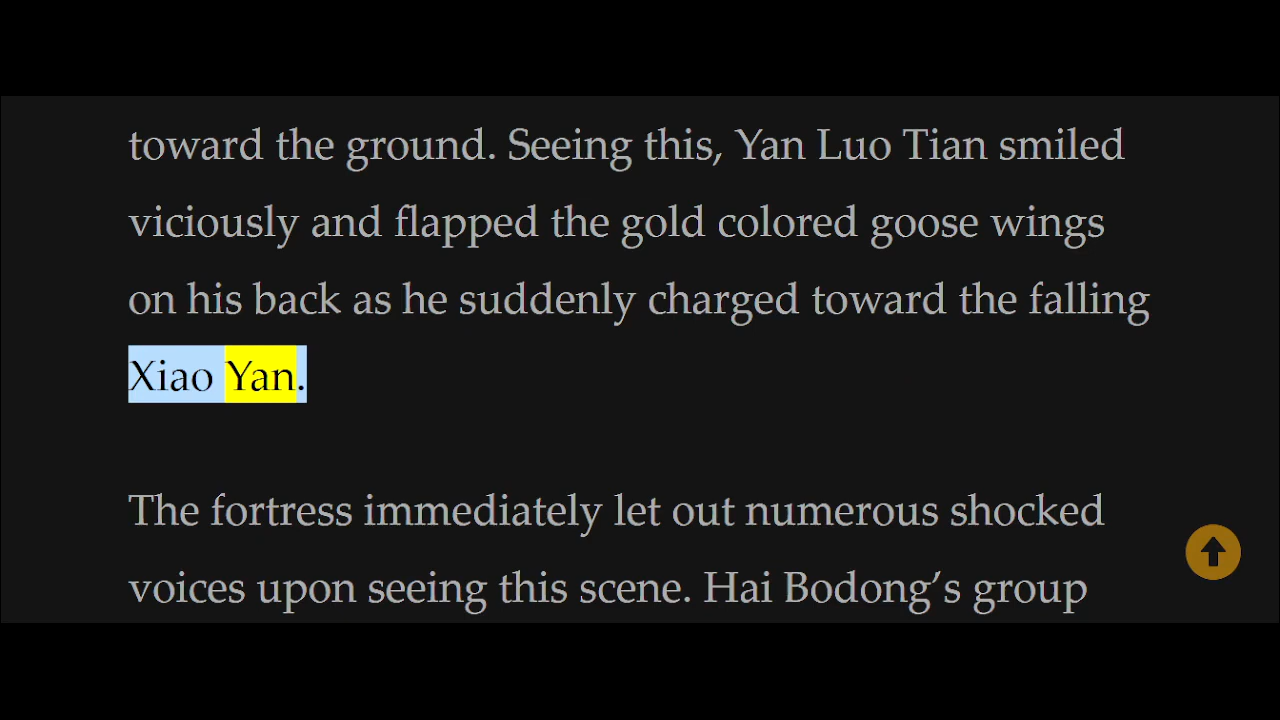 toward the ground. Seeing this, Yan Luo Tian smiled
viciously and flapped the gold colored goose wings
on his back as he suddenly charged toward the falling
Xiao Yan.
The fortress immediately let out numerous shocked
voices upon seeing this scene. Hai Bodong’s group